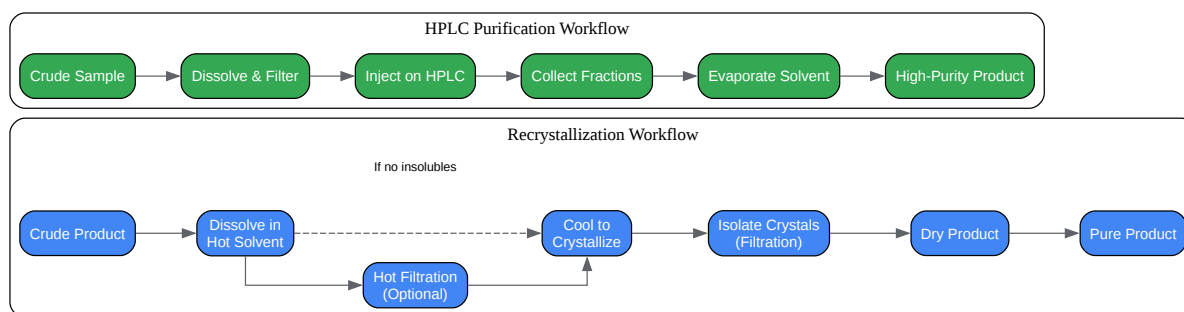 HPLC Purification Workflow
Crude Sample
Dissolve & Filter
Inject on HPLC
Collect Fractions
Evaporate Solvent
High-Purity Product
Recrystallization Workflow
If no insolubles
Crude Product
Dissolve in
Hot Solvent
Cool to
Crystallize
Isolate Crystals
(Filtration)
Dry Product
Pure Product
Hot Filtration
(Optional)